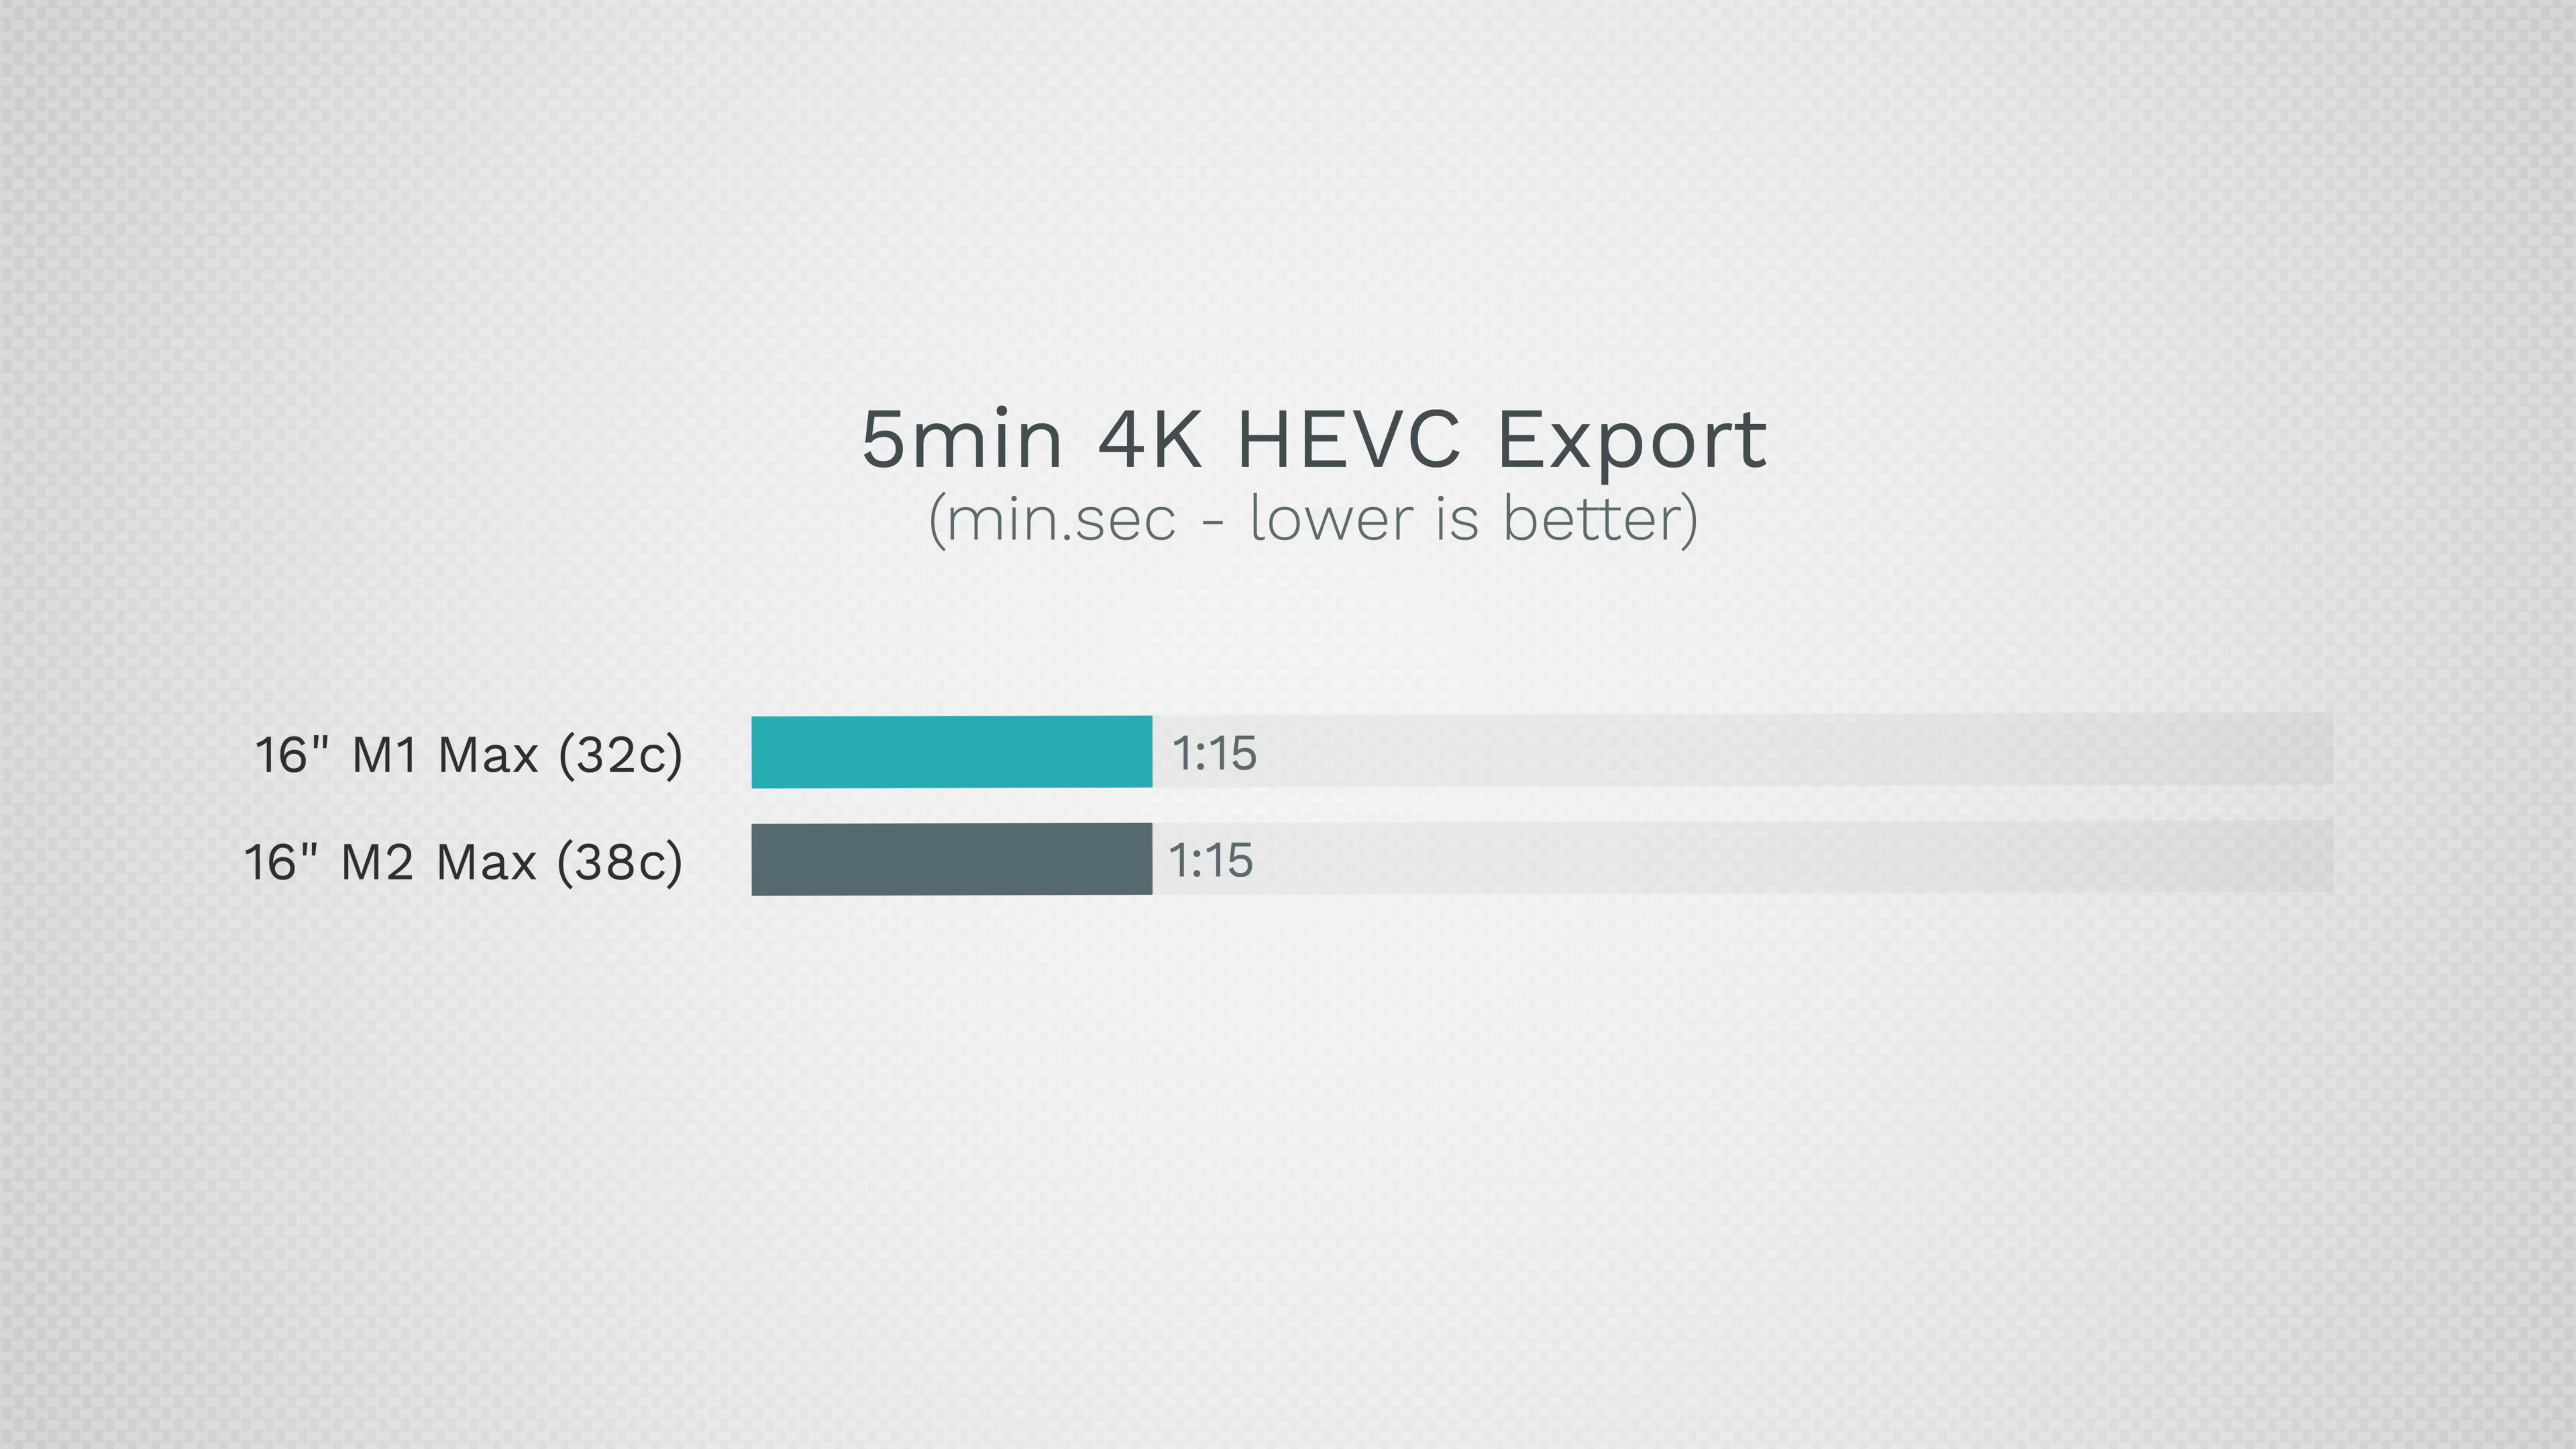 5min 4K HEVC Export
(min.sec - lower is better)
16" M1 Max (32c) 1:15
16" M2 Max (38c) 1:15